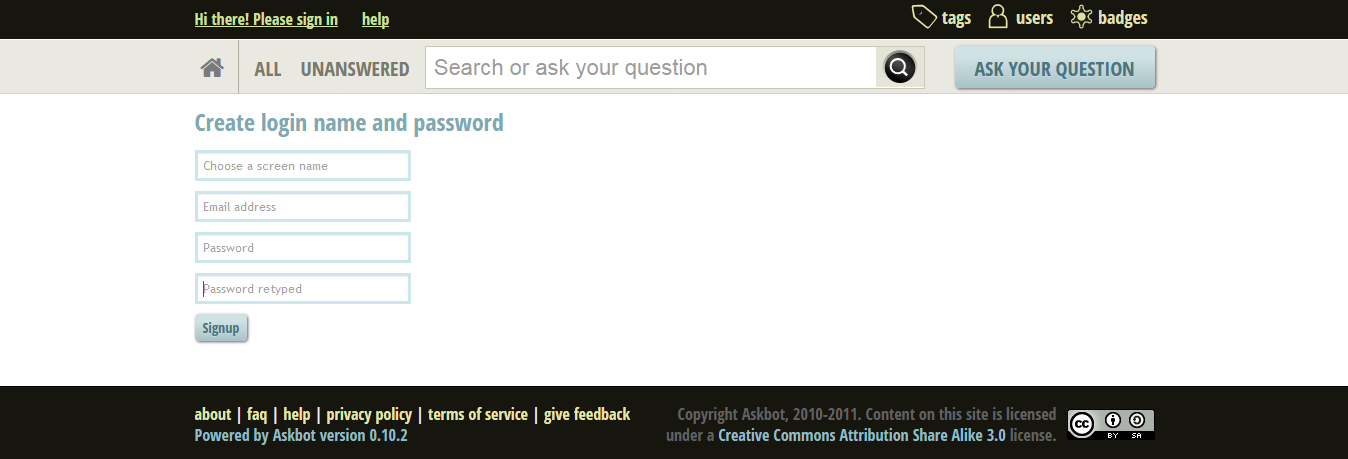 Hi there! Please sign in help tags users badges
ALL UNANSWERED Search or ask your question ASK YOUR QUESTION
Create login name and password
Choose a screen name
Email address
Password
Password retyped
Signup
about | faq | help | privacy policy | terms of service | give feedback
Powered by Askbot version 0.10.2
Copyright Askbot, 2010-2011. Content on this site is licensed
under a Creative Commons Attribution Share Alike 3.0 license.
cc BY SA